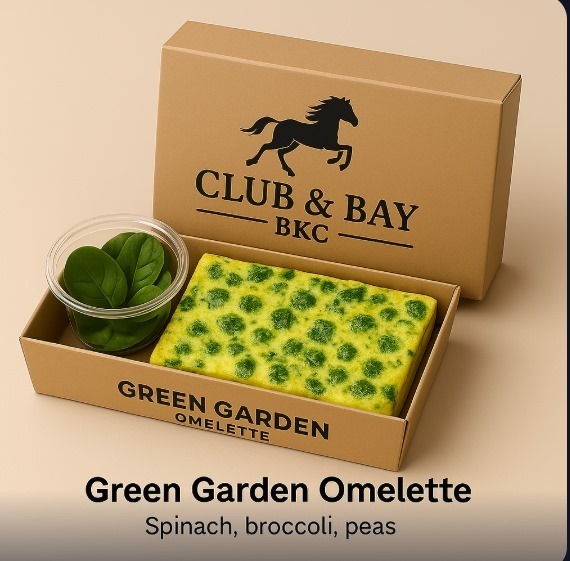 CLUB & BAY
BKC
GREEN GARDEN
OMELETTE
Green Garden Omelette
Spinach, broccoli, peas